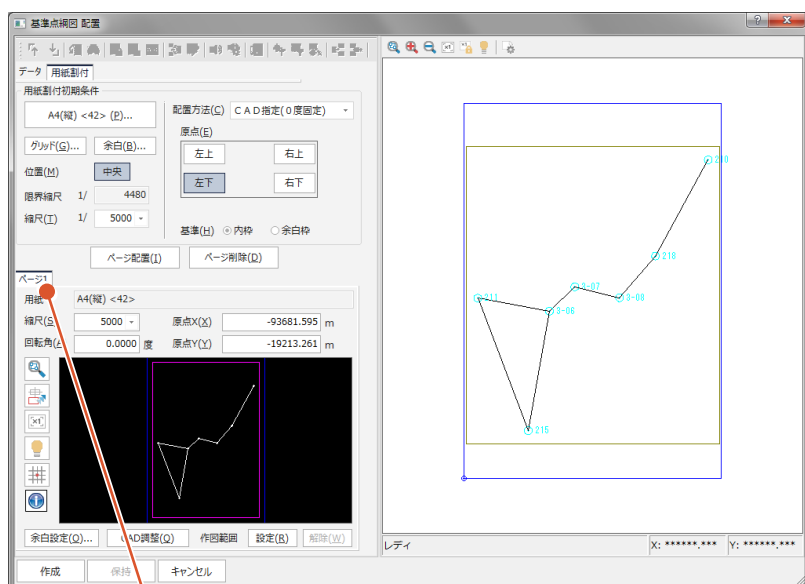 基準点網図 配置
データ 用紙割付
用紙割付初期条件
A4(縦) <42> (P)...
配置方法(C) CAD指定(0度固定)
原点(E)
グリッド(G)... 余白(B)...
左上 右上
位置(M) 中央
左下 右下
限界縮尺 1/ 4480
縮尺(T) 1/ 5000
基準(H) 内枠 余白枠
ページ配置(I) ページ削除(D)
ページ1
用紙 A4(縦) <42>
縮尺(S 5000 原点X(X) -93681.595 m
回転角( 0.0000 度 原点Y(Y) -19213.261 m
余白設定(O)... CAD調整(Q) 作図範囲 設定(R) 解除(W)
作成 保持 キャンセル
218
3-07
3-08
211
3-06
215
レディ X: ******.*** Y: ******.***